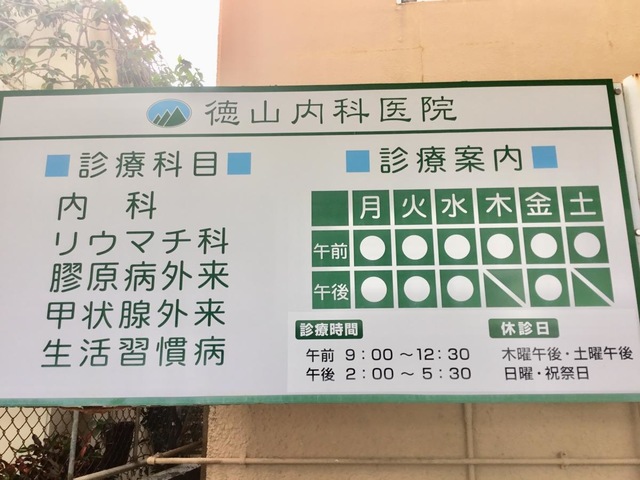 徳山内科医院
■診療科目■
内 科
リウマチ科
膠原病外来
甲状腺外来
生活習慣病
■診療案内■
月 火 水 木 金 土
午前 ● ● ● ● ● ●
午後 ● ● ● \ ● \
診療時間
午前 9:00~12:30
午後 2:00~5:30
休診日
木曜午後・土曜午後
日曜・祝祭日